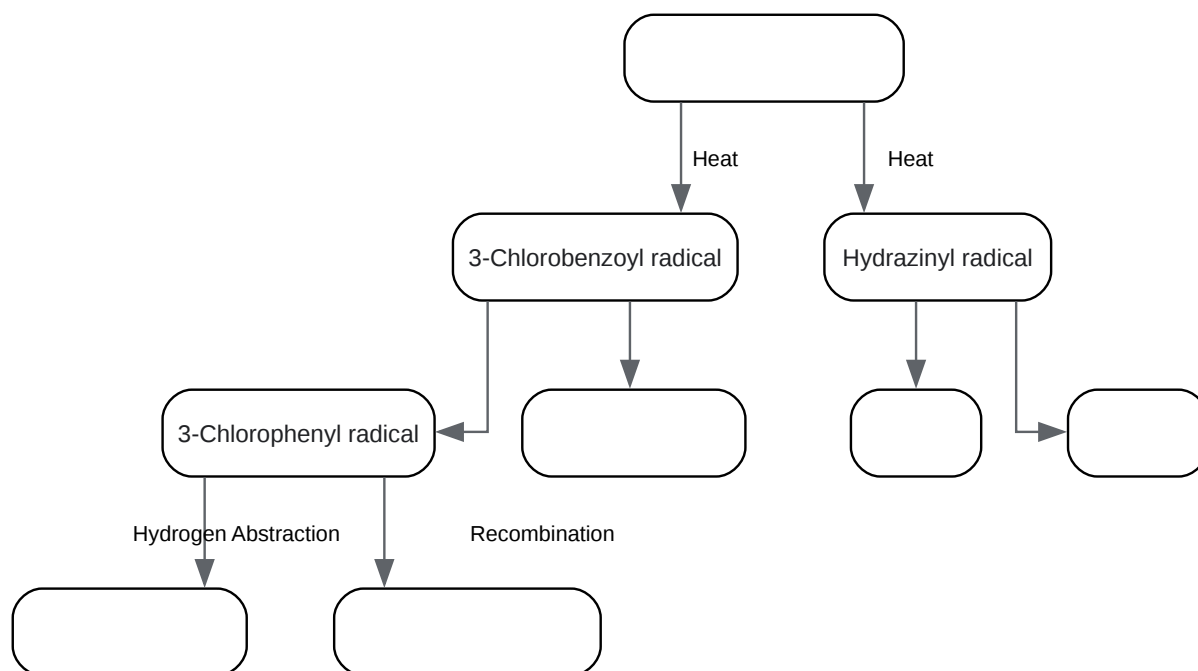 Heat
Heat
3-Chlorobenzoyl radical
Hydrazinyl radical
3-Chlorophenyl radical
Hydrogen Abstraction
Recombination